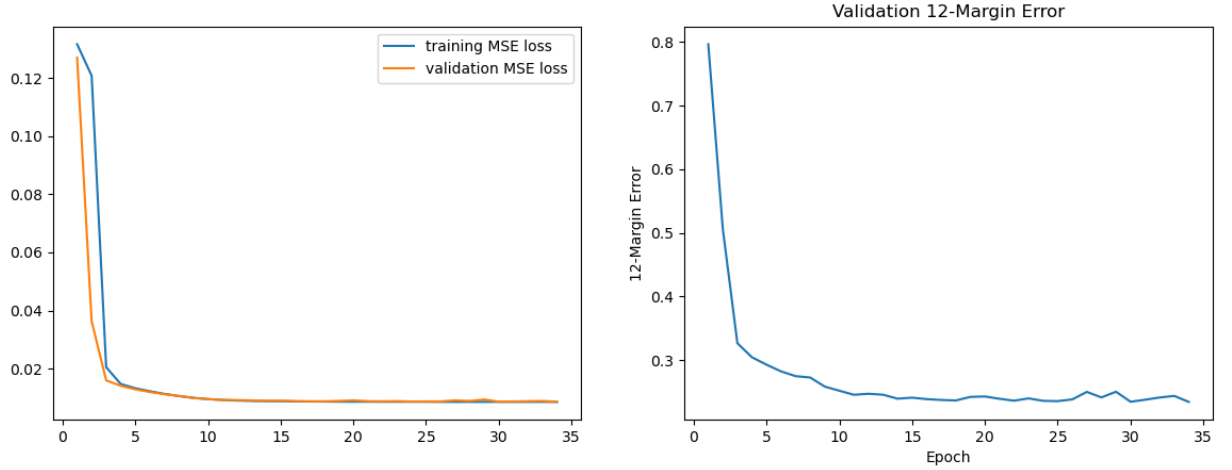 training MSE loss
validation MSE loss
0.12
0.10
0.08
0.06
0.04
0.02
0 5 10 15 20 25 30 35
Validation 12-Margin Error
12-Margin Error
0.8
0.7
0.6
0.5
0.4
0.3
0 5 10 15 20 25 30 35
Epoch